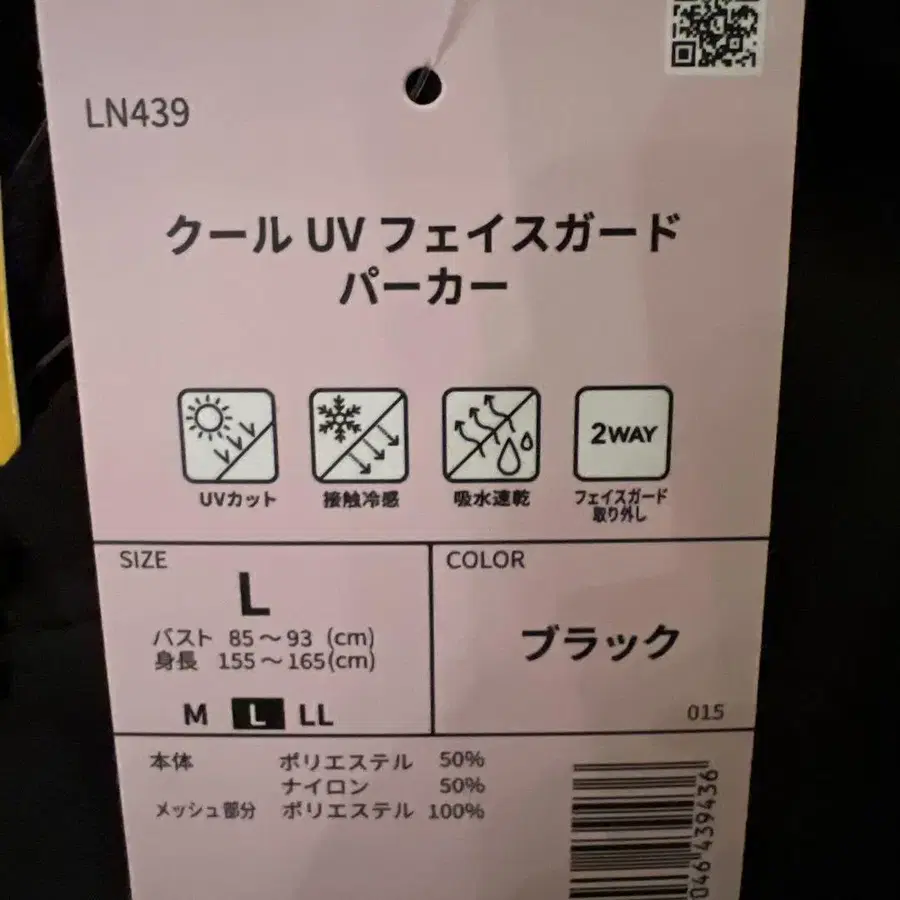 LN439
クール UV フェイスガード
パーカー
UVカット
接触冷感
吸水速乾
2WAY
フェイスガード
取り外し
SIZE
L
バスト 85～93 (cm)
身長 155～165(cm)
M L LL
COLOR
ブラック
015
本体 ポリエステル 50%
ナイロン 50%
メッシュ部分 ポリエステル 100%
046 439436